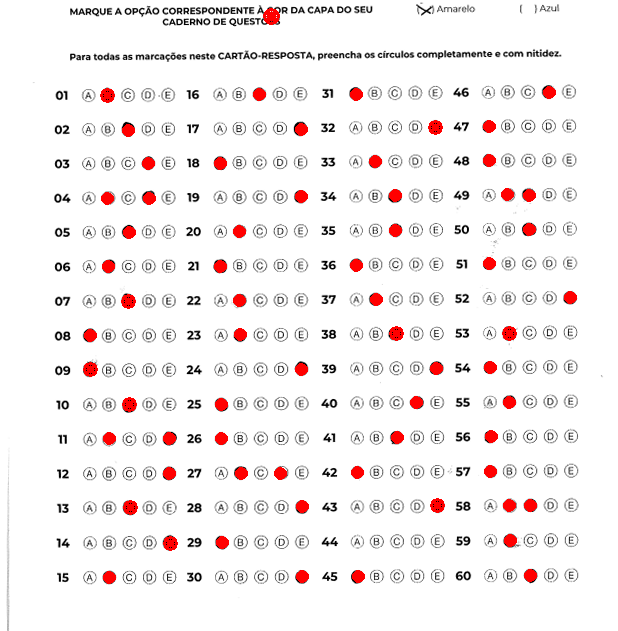 MARQUE A OPÇÃO CORRESPONDENTE À COR DA CAPA DO SEU (X) Amarelo ( ) Azul
CADERNO DE QUESTÕES
Para todas as marcações neste CARTÃO-RESPOSTA, preencha os círculos completamente e com nitidez.
01 A C D E 16 A B D E 31 B C D E 46 A B C E
02 A B D E 17 A B C D 32 A B C D 47 B C D E
03 A B C E 18 B C D E 33 A C D E 48 B C D E
04 A C E 19 A B C D 34 A B D E 49 A D E
05 A B D E 20 A C D E 35 A B D E 50 A B D E
06 A C D E 21 B C D E 36 B C D E 51 B C D E
07 A B D E 22 A C D E 37 A C D E 52 A B C D
08 B C D E 23 A C D E 38 A B D E 53 A C D E
09 B C D E 24 A B C D 39 A B C D 54 B C D E
10 A B D E 25 B C D E 40 A B C E 55 A C D E
11 A C D 26 B C D E 41 A B D E 56 B C D E
12 A B C D 27 A C E 42 B C D E 57 B C D E
13 A B D E 28 A B C D 43 A B C D 58 A D E
14 A B C D 29 B C D E 44 A B C D E 59 A C D E
15 A C D E 30 A B C D 45 B C D E 60 A B D E